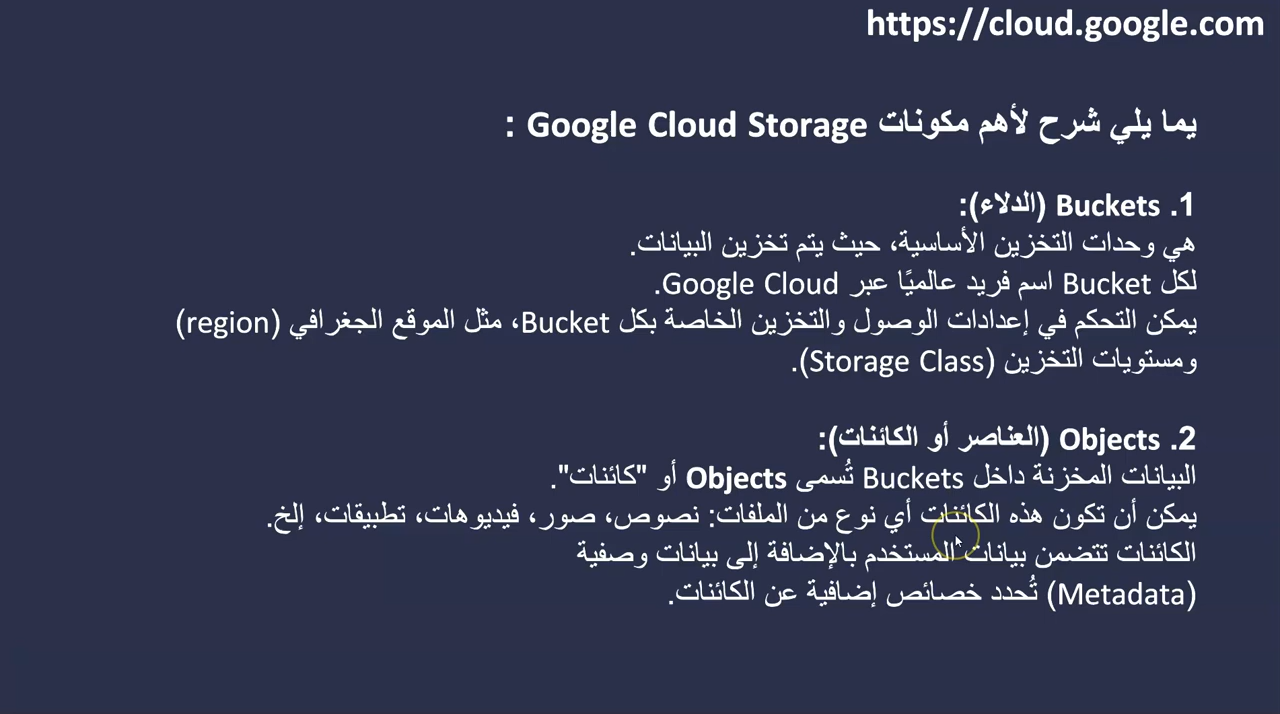 https://cloud.google.com
يما يلي شرح لأهم مكونات Google Cloud Storage :
1. Buckets (الدلاء):
هي وحدات التخزين الأساسية، حيث يتم تخزين البيانات.
لكل Bucket اسم فريد عالميًا عبر Google Cloud.
يمكن التحكم في إعدادات الوصول والتخزين الخاصة بكل Bucket، مثل الموقع الجغرافي (region)
ومستويات التخزين (Storage Class).
2. Objects (العناصر أو الكائنات):
البيانات المخزنة داخل Buckets تُسمى Objects أو "كائنات".
يمكن أن تكون هذه الكائنات أي نوع من الملفات: نصوص، صور، فيديوهات، تطبيقات، إلخ.
الكائنات تتضمن بيانات المستخدم بالإضافة إلى بيانات وصفية
(Metadata) تُحدد خصائص إضافية عن الكائنات.